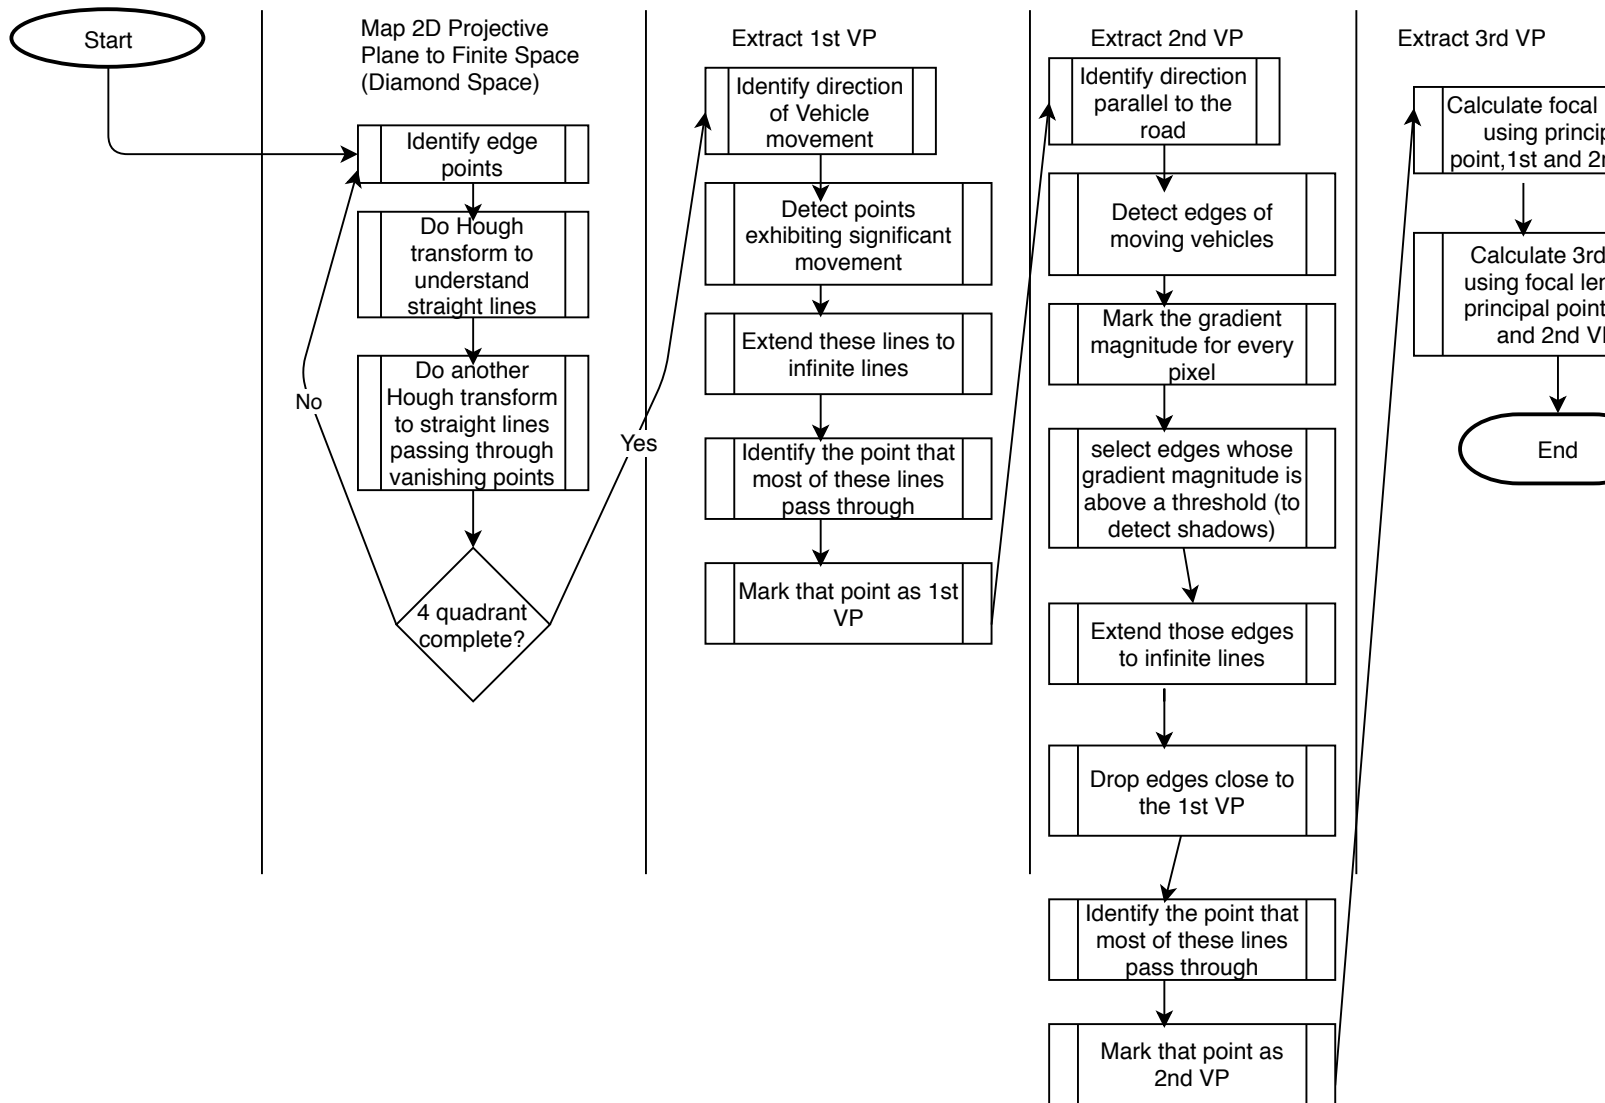 Start
Map 2D Projective
Plane to Finite Space
(Diamond Space)
Identify edge
points
Do Hough
transform to
understand
straight lines
Do another
Hough transform
to straight lines
passing through
vanishing points
4 quadrant
complete?
No
Yes
Extract 1st VP
Identify direction
of Vehicle
movement
Detect points
exhibiting significant
movement
Extend these lines to
infinite lines
Identify the point that
most of these lines
pass through
Mark that point as 1st
VP
Extract 2nd VP
Identify direction
parallel to the
road
Detect edges of
moving vehicles
Mark the gradient
magnitude for every
pixel
select edges whose
gradient magnitude is
above a threshold (to
detect shadows)
Extend those edges
to infinite lines
Drop edges close to
the 1st VP
Identify the point that
most of these lines
pass through
Mark that point as
2nd VP
Extract 3rd VP
Calculate focal
using
point,1st and
Calculate 3rd
using focal
principal point
and 2nd
End